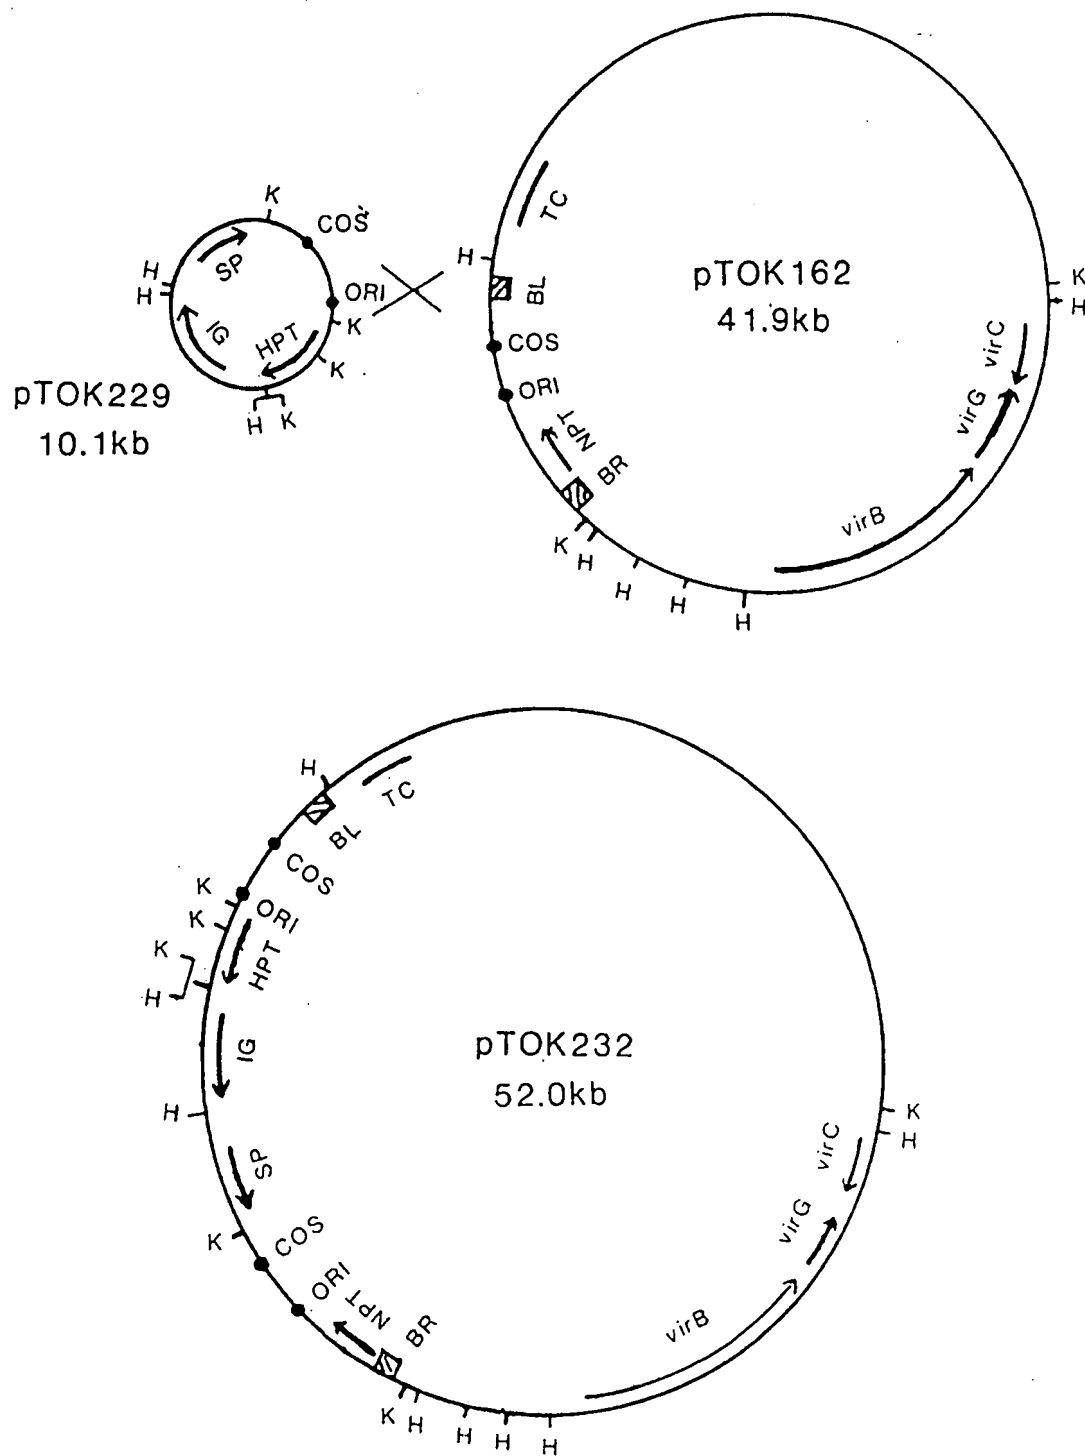 K
COS
SP
H
H
ORI
K
IG
HPT
K
pTOK229
10.1kb
H
K
TC
H
BL
COS
ORI
NPT
BR
K
H
H
H
H
pTOK162
41.9kb
K
H
virC
virG
virB
H
TC
BL
COS
K
ORI
K
HPT
K
H
IG
H
SP
K
COS
ORI
NPT
BR
K
H
H
H
H
pTOK232
52.0kb
K
H
virC
virG
virB